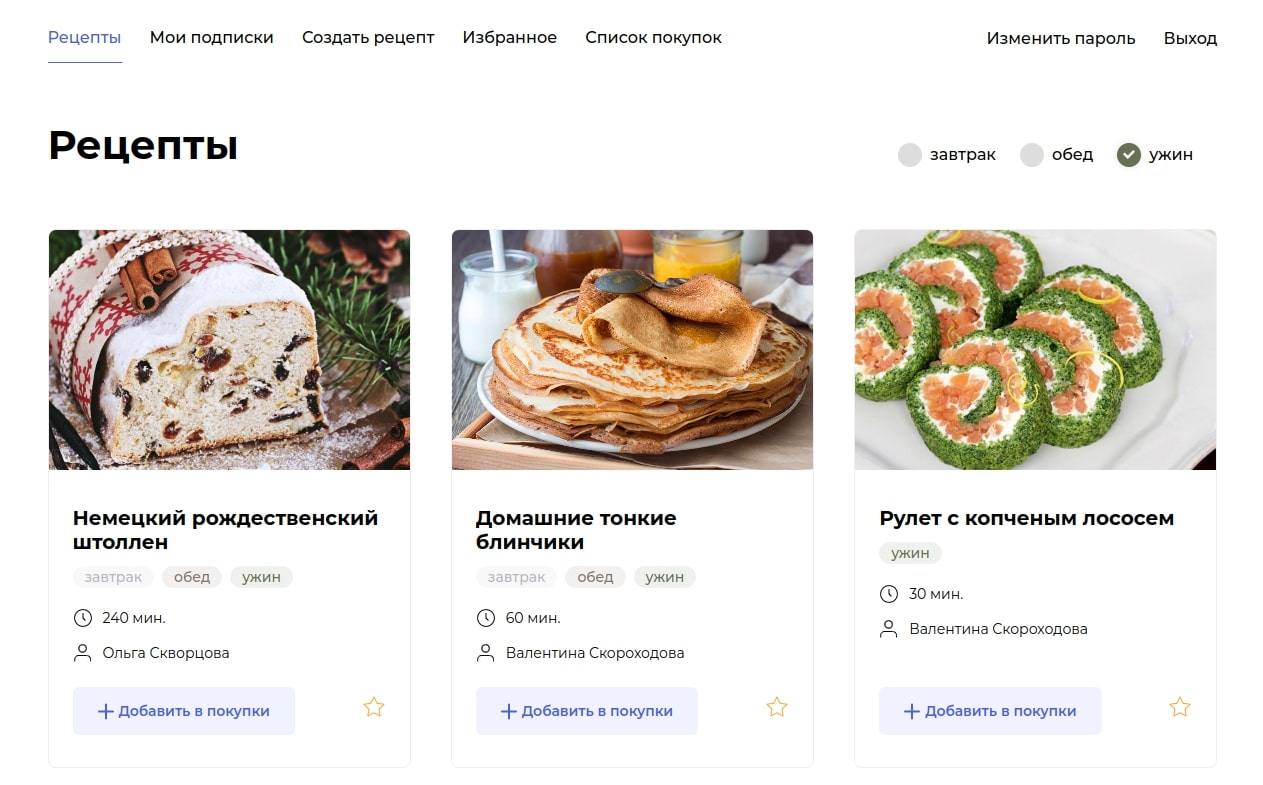 Рецепты Мои подписки Создать рецепт Избранное Список покупок Изменить пароль Выход
Рецепты
завтрак обед ужин
Немецкий рождественский
штоллен
завтрак обед ужин
240 мин.
Ольга Скворцова
Добавить в покупки
Домашние тонкие
блинчики
завтрак обед ужин
60 мин.
Валентина Скороходова
Добавить в покупки
Рулет с копченым лососем
ужин
30 мин.
Валентина Скороходова
Добавить в покупки